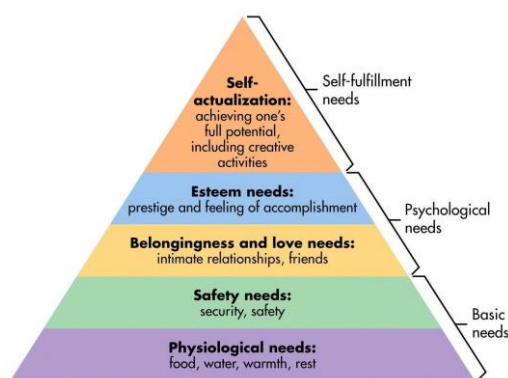 Self-
actualization:
achieving one's
full potential,
including creative
activities
Self-fulfillment
needs
Esteem needs:
prestige and feeling of accomplishment
Psychological
needs
Belongingness and love needs:
intimate relationships, friends
Safety needs:
security, safety
Basic
needs
Physiological needs:
food, water, warmth, rest